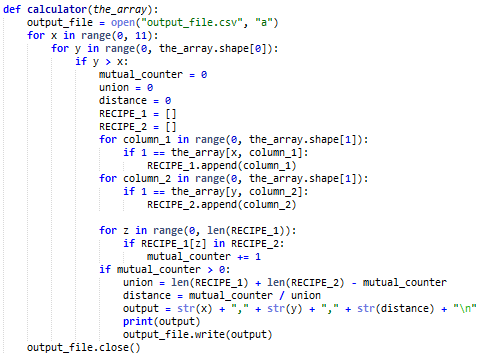 def calculator(the_array):
    output_file = open("output_file.csv", "a")
    for x in range(0, 11):
        for y in range(0, the_array.shape[0]):
            if y > x:
                mutual_counter = 0
                union = 0
                distance = 0
                RECIPE_1 = []
                RECIPE_2 = []
                for column_1 in range(0, the_array.shape[1]):
                    if 1 == the_array[x, column_1]:
                        RECIPE_1.append(column_1)
                for column_2 in range(0, the_array.shape[1]):
                    if 1 == the_array[y, column_2]:
                        RECIPE_2.append(column_2)

                for z in range(0, len(RECIPE_1)):
                    if RECIPE_1[z] in RECIPE_2:
                        mutual_counter += 1
                if mutual_counter > 0:
                    union = len(RECIPE_1) + len(RECIPE_2) - mutual_counter
                    distance = mutual_counter / union
                    output = str(x) + "," + str(y) + "," + str(distance) + "\n"
                    print(output)
                    output_file.write(output)
    output_file.close()